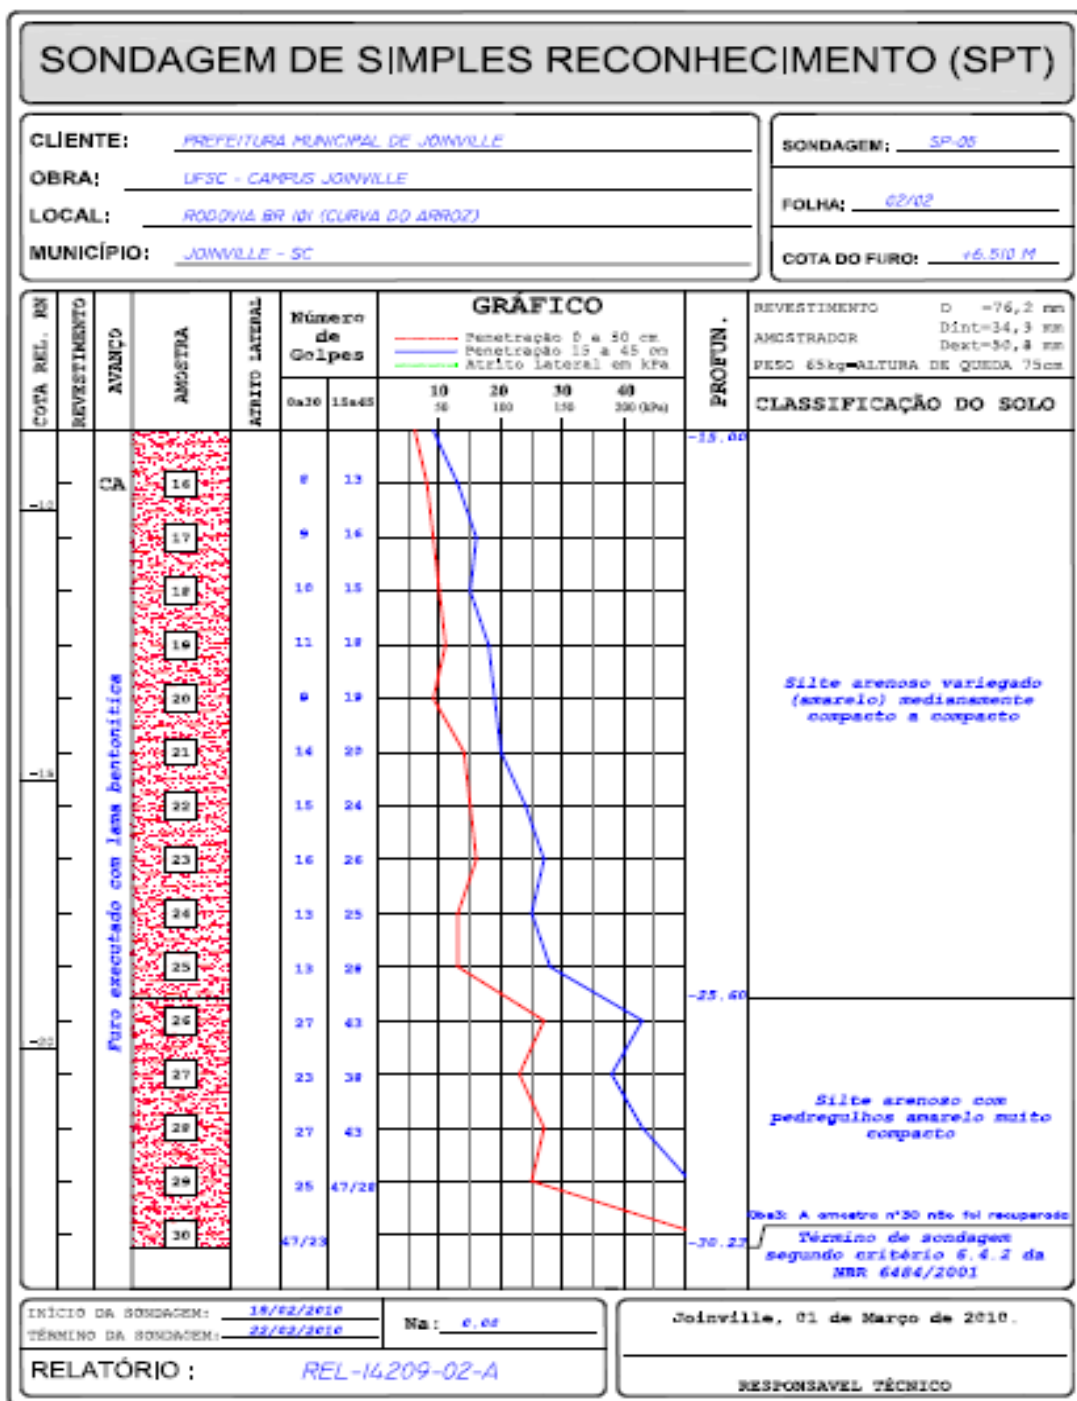 SONDAGEM DE SIMPLES RECONHECIMENTO (SPT)
CLIENTE: PREFEITURA MUNICIPAL DE JOINVILLE
OBRA: UFSC - CAMPUS JOINVILLE
LOCAL: RODOVIA BR 101 (CURVA DO ARROZ)
MUNICÍPIO: JOINVILLE - SC
SONDAGEM: SP-05
FOLHA: 02/02
COTA DO FURO: +6.510 M
COTA REL. RN
REVESTIMENTO
AVANÇO
AMOSTRA
ATRITO LATERAL
Número
de
Golpes
0a30 15a45
GRÁFICO
Penetração 0 a 30 cm
Penetração 15 a 45 cm
Atrito lateral em kPa
10 20 30 40
50 100 150 200 (kPa)
PROFUN.
REVESTIMENTO D =76,2 mm
AMOSTRADOR Dint=34,9 mm
Dext=50,8 mm
PESO 65kg=ALTURA DE QUEDA 75cm
CLASSIFICAÇÃO DO SOLO
-15.00
CA 16 8 13
-10
17 9 16
18 10 15
19 11 18
20 9 19
21 14 20
-15
22 15 24
23 16 26
24 13 25
25 13 28
-25.60
26 27 43
-20
27 23 38
28 27 43
29 25 47/28
30 47/23
-30.23
Furo executado com lama bentonítica
Silte arenoso variegado
(amarelo) medianamente
compacto a compacto
Silte arenoso com
pedregulhos amarelo muito
compacto
Obs3: A amostra n°30 não foi recuperada
Término de sondagem
segundo critério 6.4.2 da
NBR 6484/2001
INÍCIO DA SONDAGEM: 18/02/2010
TÉRMINO DA SONDAGEM: 22/02/2010
Na: 0,00
RELATÓRIO : REL-14209-02-A
Joinville, 01 de Março de 2010.
RESPONSAVEL TÉCNICO